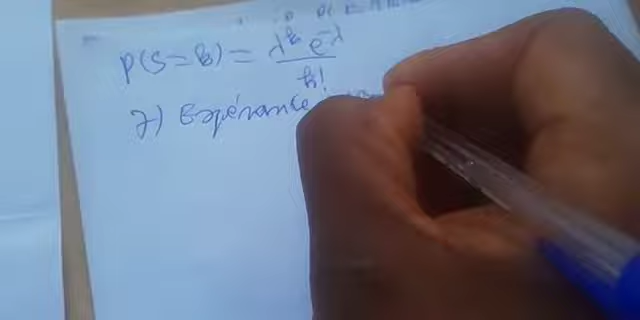 P(S=k) = λ^k e^-λ / k!
7) Espérance